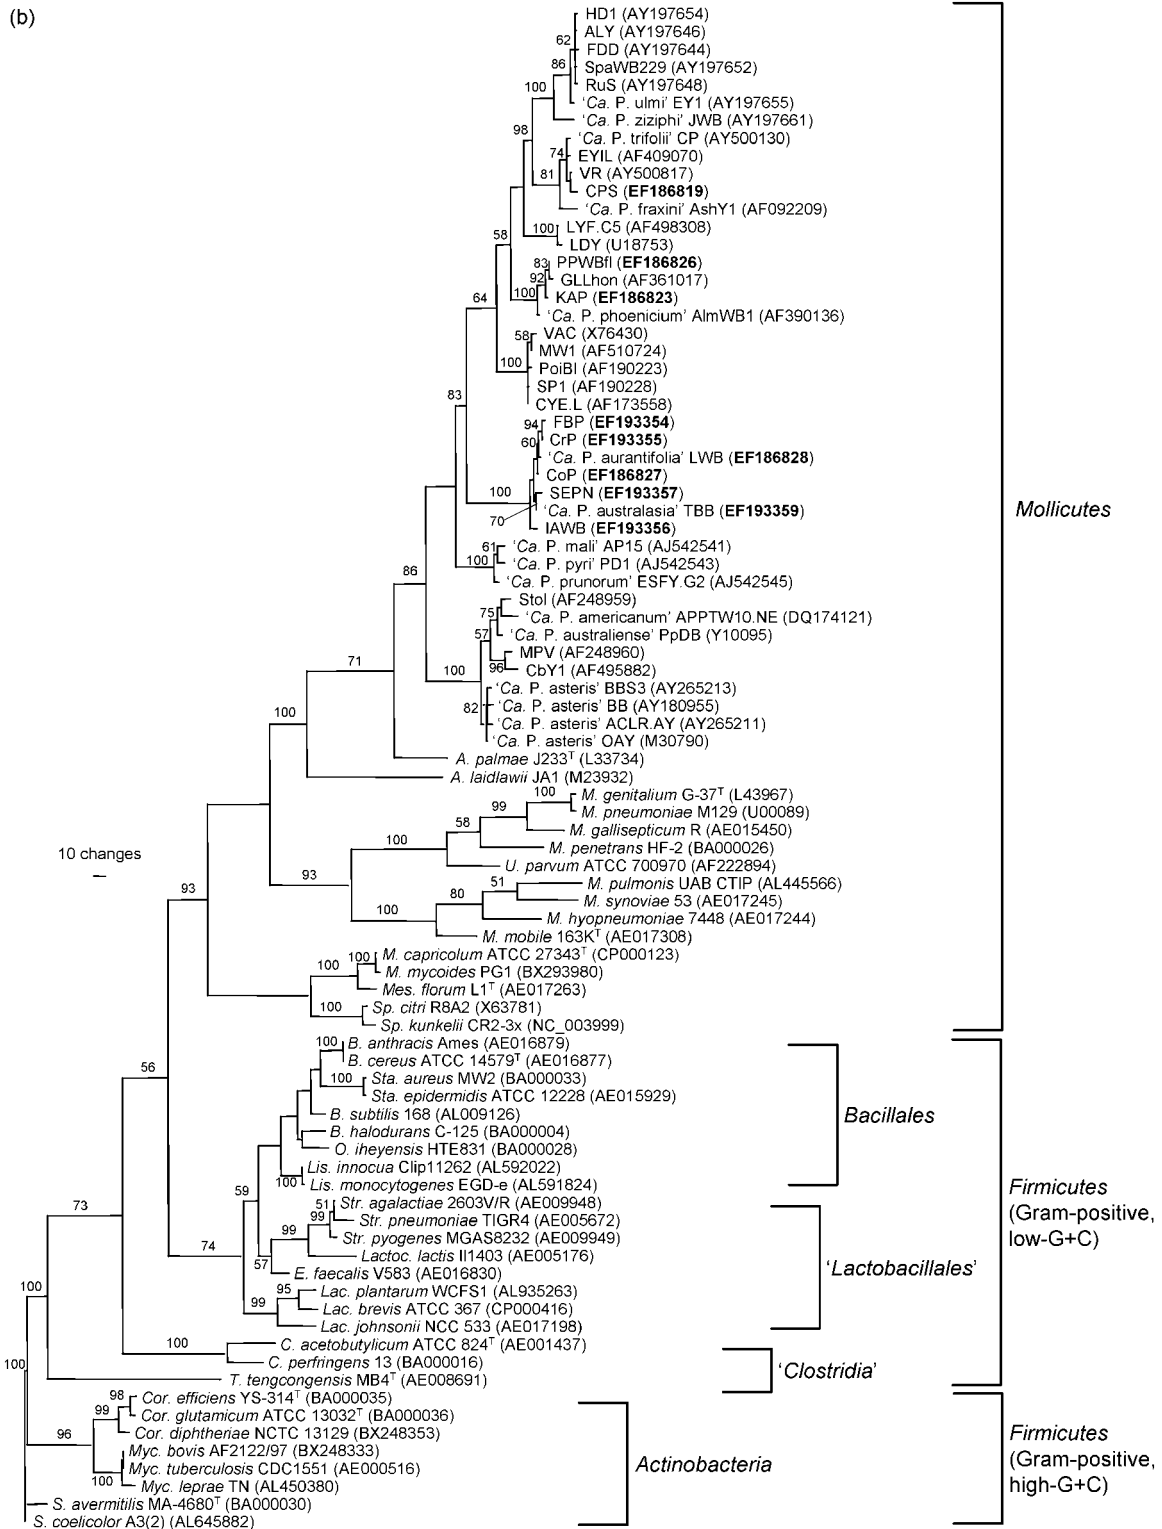 (b)
HD1 (AY197654)
ALY (AY197646)
62
FDD (AY197644)
86
SpaWB229 (AY197652)
100
RuS (AY197648)
'Ca. P. ulmi' EY1 (AY197655)
'Ca. P. ziziphi' JWB (AY197661)
98
'Ca. P. trifolii' CP (AY500130)
74
EYIL (AF409070)
81
VR (AY500817)
CPS (EF186819)
'Ca. P. fraxini' AshY1 (AF092209)
100
LYF.C5 (AF498308)
58
LDY (U18753)
83
PPWBfl (EF186826)
92
GLLhon (AF361017)
100
KAP (EF186823)
64
'Ca. P. phoenicium' AlmWB1 (AF390136)
58
VAC (X76430)
MW1 (AF510724)
100
PoiBI (AF190223)
SP1 (AF190228)
83
CYE.L (AF173558)
94
FBP (EF193354)
60
CrP (EF193355)
'Ca. P. aurantifolia' LWB (EF186828)
CoP (EF186827)
100
SEPN (EF193357)
'Ca. P. australasia' TBB (EF193359)
70
IAWB (EF193356)
Mollicutes
61
'Ca. P. mali' AP15 (AJ542541)
100
'Ca. P. pyri' PD1 (AJ542543)
86
'Ca. P. prunorum' ESFY.G2 (AJ542545)
Stol (AF248959)
75
'Ca. P. americanum' APPTW10.NE (DQ174121)
57
'Ca. P. australiense' PpDB (Y10095)
MPV (AF248960)
71
96
CbY1 (AF495882)
100
'Ca. P. asteris' BBS3 (AY265213)
82
'Ca. P. asteris' BB (AY180955)
100
'Ca. P. asteris' ACLR.AY (AY265211)
'Ca. P. asteris' OAY (M30790)
A. palmae J233T (L33734)
A. laidlawii JA1 (M23932)
100
M. genitalium G-37T (L43967)
99
M. pneumoniae M129 (U00089)
58
M. gallisepticum R (AE015450)
100
M. penetrans HF-2 (BA000026)
10 changes
U. parvum ATCC 700970 (AF222894)
93
51
M. pulmonis UAB CTIP (AL445566)
93
80
M. synoviae 53 (AE017245)
100
M. hyopneumoniae 7448 (AE017244)
M. mobile 163KT (AE017308)
100
M. capricolum ATCC 27343T (CP000123)
100
M. mycoides PG1 (BX293980)
Mes. florum L1T (AE017263)
100
Sp. citri R8A2 (X63781)
Sp. kunkelii CR2-3x (NC_003999)
100
B. anthracis Ames (AE016879)
B. cereus ATCC 14579T (AE016877)
56
100
Sta. aureus MW2 (BA000033)
Sta. epidermidis ATCC 12228 (AE015929)
B. subtilis 168 (AL009126)
Bacillales
B. halodurans C-125 (BA000004)
O. iheyensis HTE831 (BA000028)
Lis. innocua Clip11262 (AL592022)
100
Lis. monocytogenes EGD-e (AL591824)
59
51
Str. agalactiae 2603V/R (AE009948)
73
99
Str. pneumoniae TIGR4 (AE005672)
99
Str. pyogenes MGAS8232 (AE009949)
74
Lactoc. lactis Il1403 (AE005176)
57
E. faecalis V583 (AE016830)
'Lactobacillales'
Firmicutes
(Gram-positive,
low-G+C)
95
Lac. plantarum WCFS1 (AL935263)
100
99
Lac. brevis ATCC 367 (CP000416)
Lac. johnsonii NCC 533 (AE017198)
100
C. acetobutylicum ATCC 824T (AE001437)
100
C. perfringens 13 (BA000016)
'Clostridia'
T. tengcongensis MB4T (AE008691)
98
Cor. efficiens YS-314T (BA000035)
99
Cor. glutamicum ATCC 13032T (BA000036)
96
Cor. diphtheriae NCTC 13129 (BX248353)
Myc. bovis AF2122/97 (BX248333)
Actinobacteria
Firmicutes
(Gram-positive,
high-G+C)
Myc. tuberculosis CDC1551 (AE000516)
100
Myc. leprae TN (AL450380)
S. avermitilis MA-4680T (BA000030)
S. coelicolor A3(2) (AL645882)